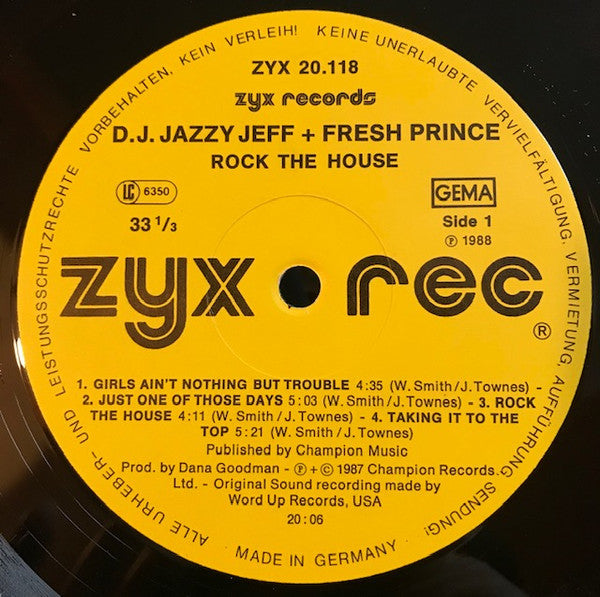 ALLE URHEBER- UND LEISTUNGSSCHUTZRECHTE VORBEHALTEN, KEIN VERLEIH! KEINE UNERLAUBTE VERVIELFÄLTIGUNG, VERMIETUNG, AUFFÜHRUNG, SENDUNG!
ZYX 20.118
zyx records
D.J. JAZZY JEFF + FRESH PRINCE
ROCK THE HOUSE
LC 6350
GEMA
33 1/3
Side 1
℗ 1988
zyx rec
®
1. GIRLS AIN'T NOTHING BUT TROUBLE 4:35 (W. Smith/J. Townes) -
2. JUST ONE OF THOSE DAYS 5:03 (W. Smith/J. Townes) - 3. ROCK
THE HOUSE 4:11 (W. Smith/J. Townes) - 4. TAKING IT TO THE
TOP 5:21 (W. Smith/J. Townes)
Published by Champion Music
Prod. by Dana Goodman - ℗ + © 1987 Champion Records.
Ltd. - Original Sound recording made by
Word Up Records, USA
20:06
MADE IN GERMANY